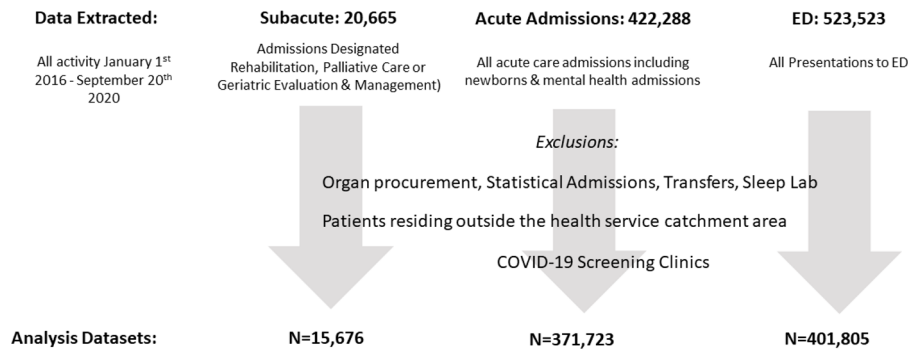 Data Extracted:
Subacute: 20,665
Acute Admissions: 422,288
ED: 523,523
All activity January 1st
2016 - September 20th
2020
Admissions Designated
Rehabilitation, Palliative Care or
Geriatric Evaluation & Management)
All acute care admissions including
newborns & mental health admissions
All Presentations to ED
Exclusions:
Organ procurement, Statistical Admissions, Transfers, Sleep Lab
Patients residing outside the health service catchment area
COVID-19 Screening Clinics
Analysis Datasets:
N=15,676
N=371,723
N=401,805